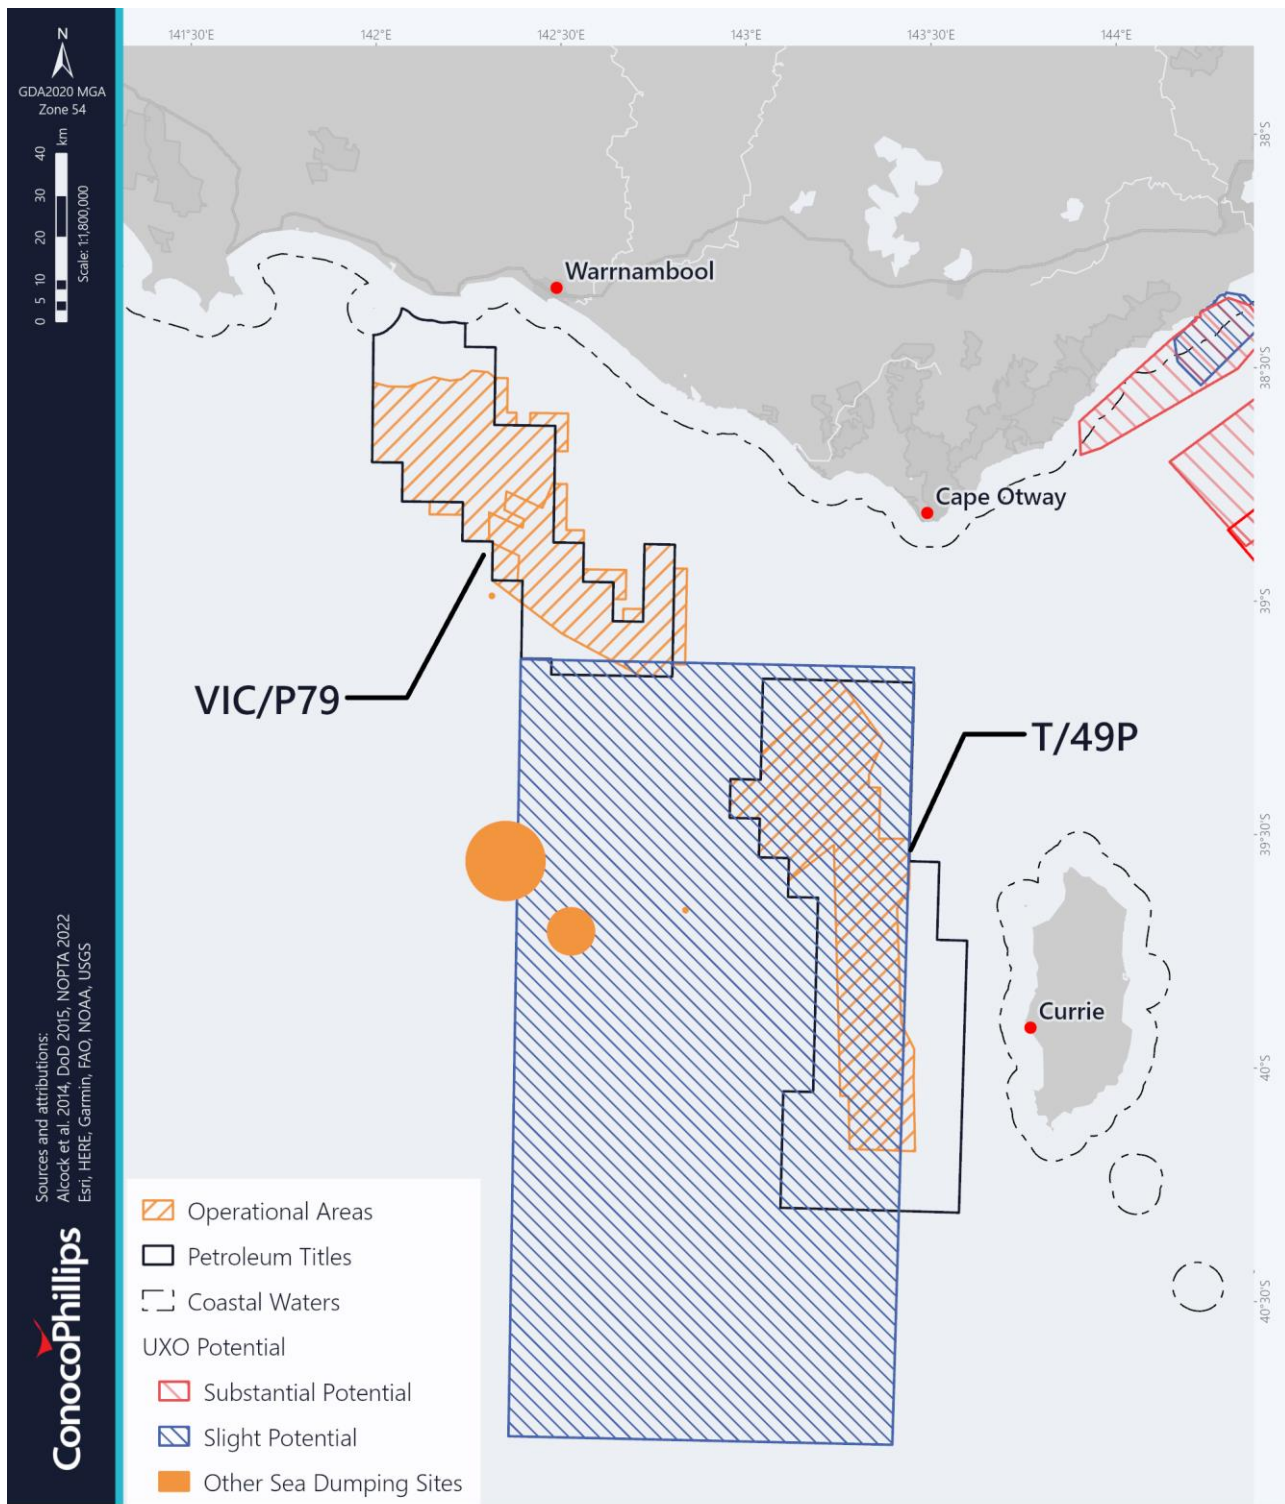 141°30'E
142°E
142°30'E
143°E
143°30'E
144°E
N
GDA2020 MGA
Zone 54
0 5 10 20 30 40 km
Scale: 1:1,800,000
38°S
38°30'S
39°S
39°30'S
40°S
40°30'S
Warrnambool
Cape Otway
VIC/P79
T/49P
Currie
Sources and attributions:
Alcock et al. 2014, DoD 2015, NOPTA 2022
Esri, HERE, Garmin, FAO, NOAA, USGS
ConocoPhillips
Operational Areas
Petroleum Titles
Coastal Waters
UXO Potential
Substantial Potential
Slight Potential
Other Sea Dumping Sites